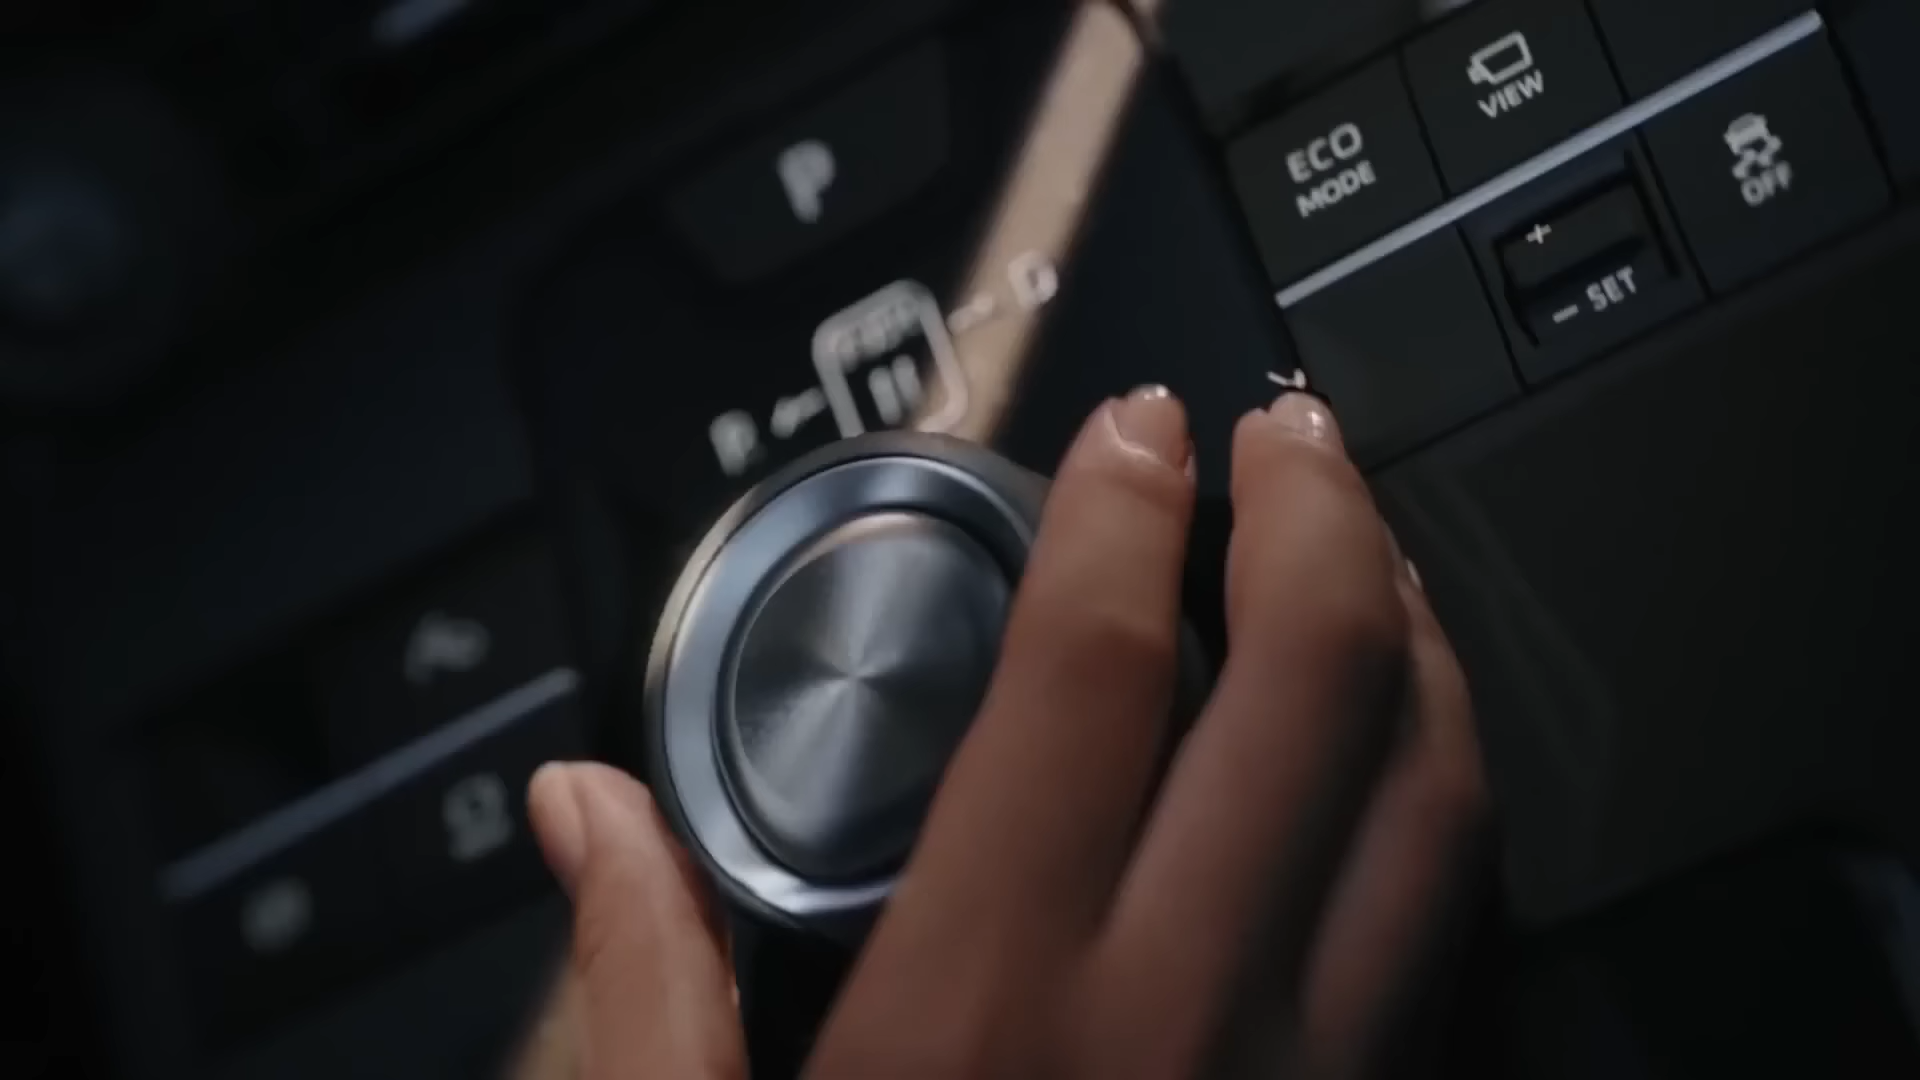 VIEW
ECO
MODE
OFF
P
+
– SET
R
D